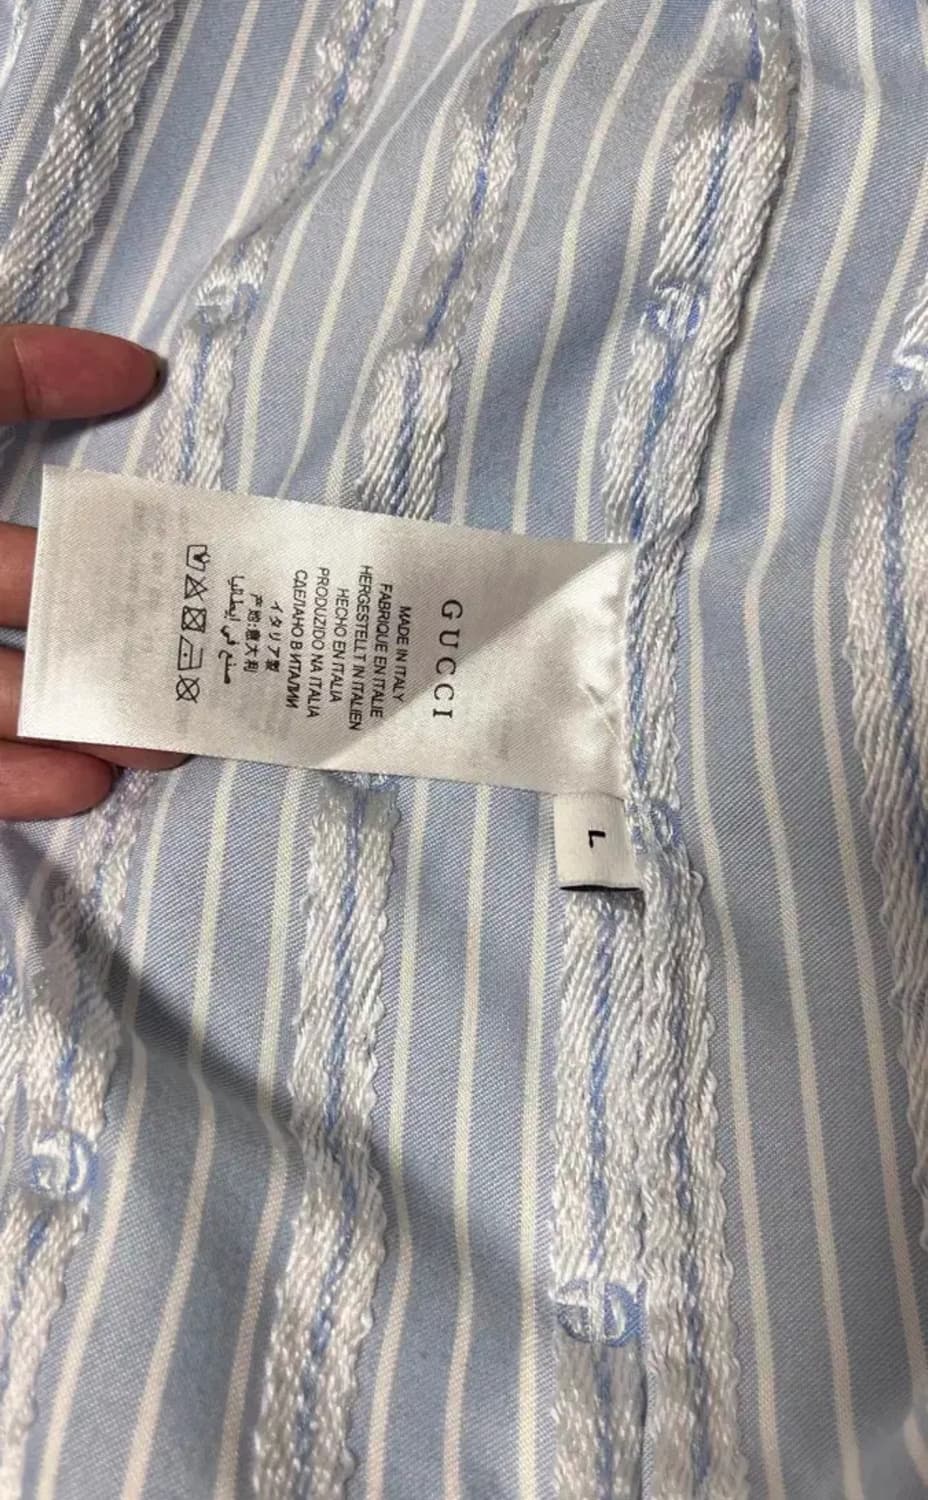 GUCCI
MADE IN ITALY
FABRIQUE EN ITALIE
HERGESTELLT IN ITALIEN
HECHO EN ITALIA
PRODUZIDO NA ITALIA
СДЕЛАНО В ИТАЛИИ
イタリア製
产地:意大利
صنع في إيطاليا
L